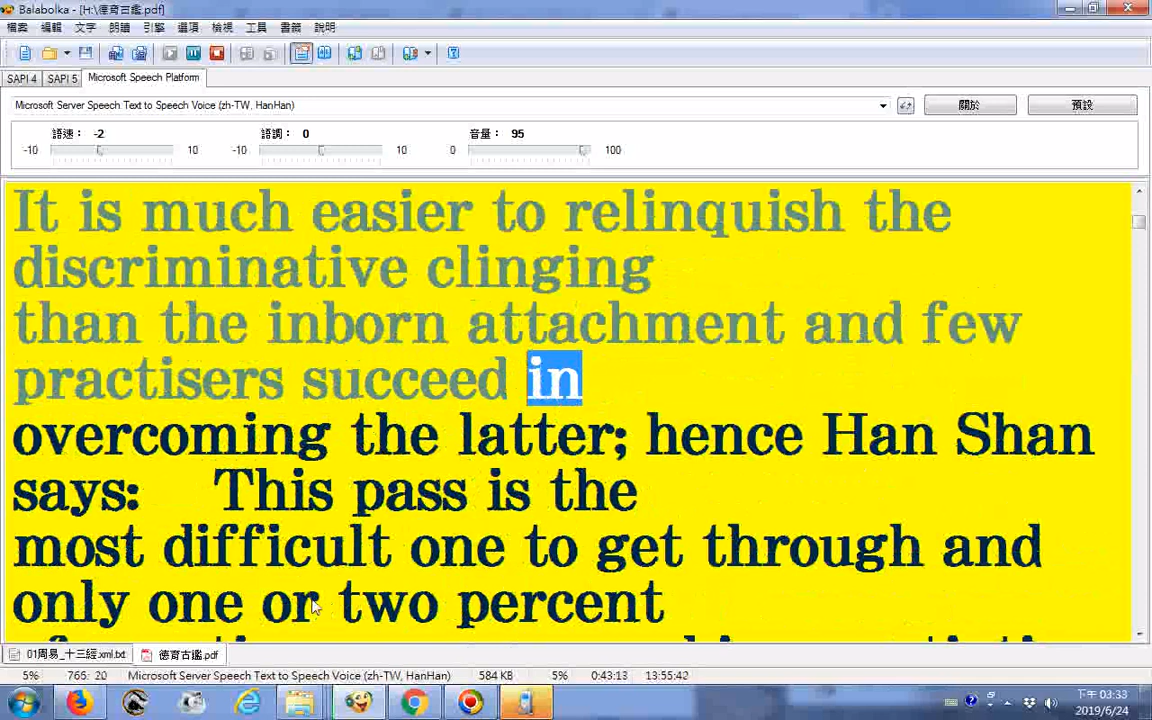 Balabolka - [H:\德育古鑑.pdf]
檔案 編輯 文字 朗讀 引擎 選項 檢視 工具 書籤 說明
SAPI 4 SAPI 5 Microsoft Speech Platform
Microsoft Server Speech Text to Speech Voice (zh-TW, HanHan) 關於 預設
語速： -2 語調： 0 音量： 95
-10 10 -10 10 0 100
It is much easier to relinquish the
discriminative clinging
than the inborn attachment and few
practisers succeed in
overcoming the latter; hence Han Shan
says: This pass is the
most difficult one to get through and
only one or two percent
01周易_十三經.xml.txt 德育古鑑.pdf
5% 765: 20 Microsoft Server Speech Text to Speech Voice (zh-TW, HanHan) 584 KB 5% 0:43:13 13:55:42
下午 03:33
2019/6/24